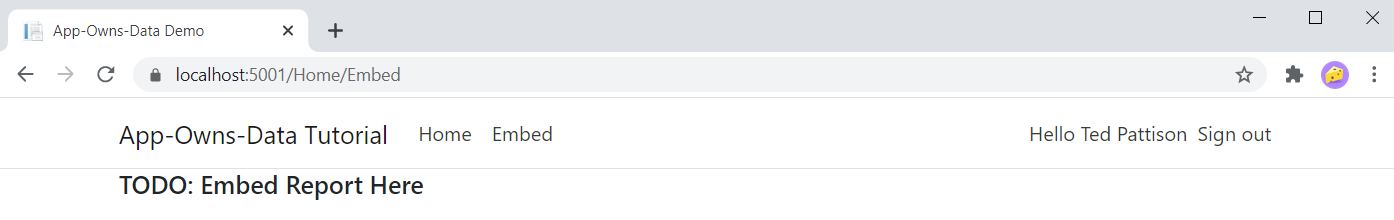 App-Owns-Data Demo
localhost:5001/Home/Embed
App-Owns-Data Tutorial Home Embed Hello Ted Pattison Sign out
TODO: Embed Report Here